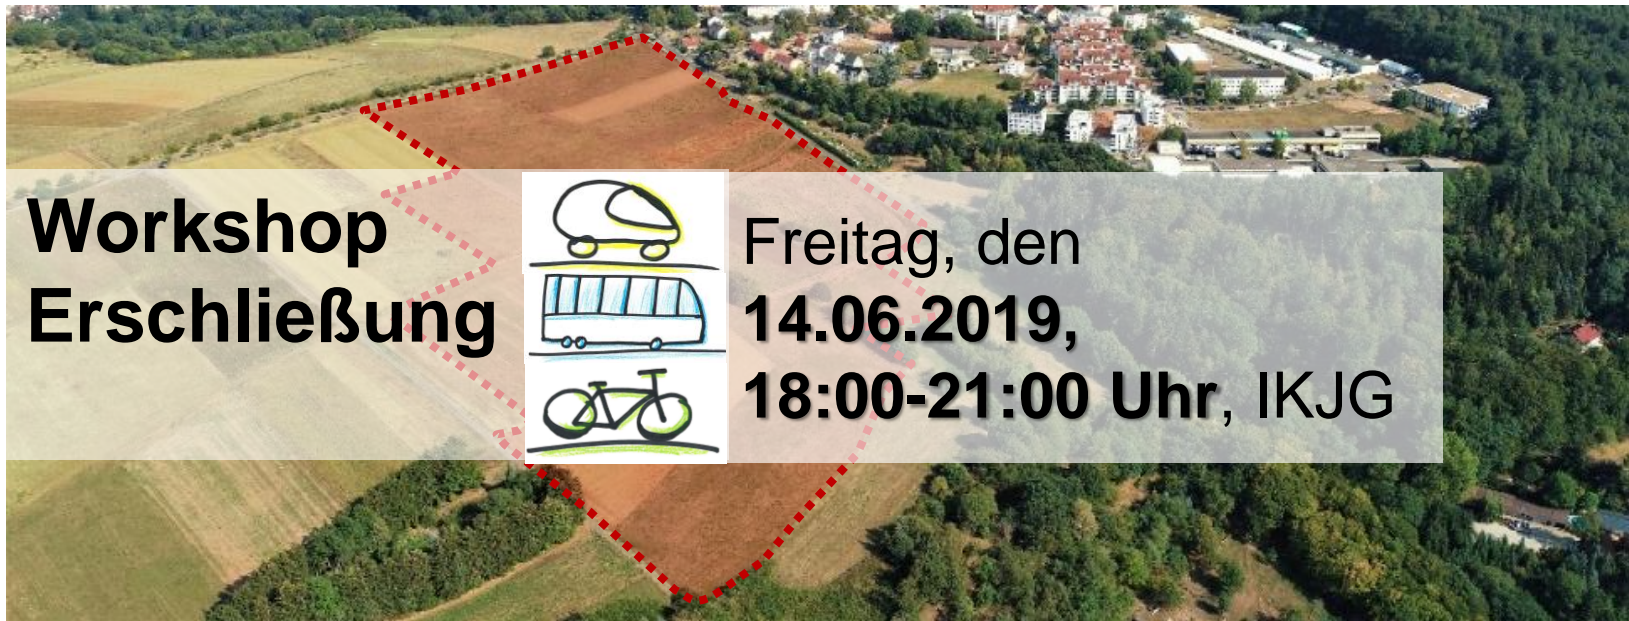 Workshop
Erschließung
Freitag, den
14.06.2019,
18:00-21:00 Uhr, IKJG